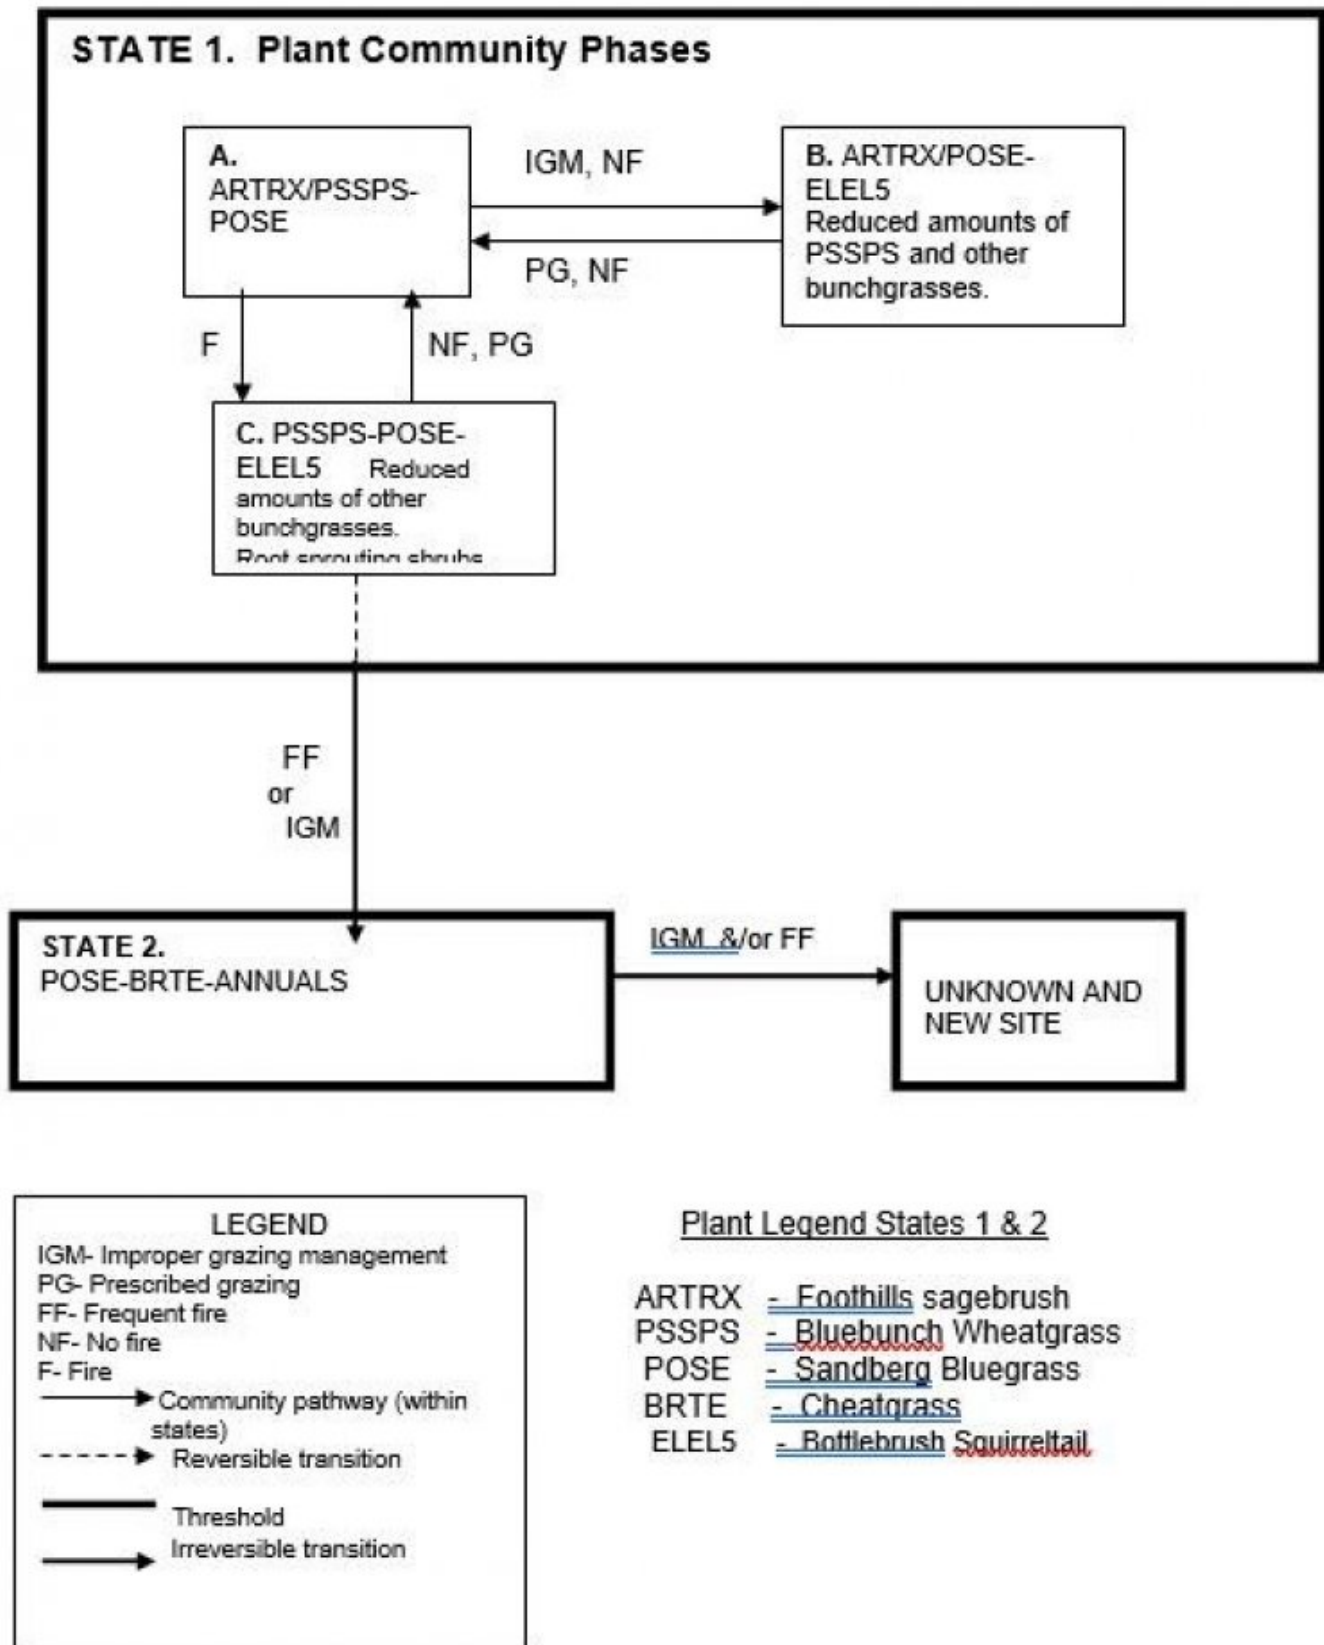 STATE 1. Plant Community Phases
A.
ARTRX/PSSPS-
POSE
IGM, NF
PG, NF
B. ARTRX/POSE-
ELEL5
Reduced amounts of
PSSPS and other
bunchgrasses.
F
NF, PG
C. PSSPS-POSE-
ELEL5 Reduced
amounts of other
bunchgrasses.
Root sprouting shrubs
FF
or
IGM
STATE 2.
POSE-BRTE-ANNUALS
IGM &/or FF
UNKNOWN AND
NEW SITE
LEGEND
IGM- Improper grazing management
PG- Prescribed grazing
FF- Frequent fire
NF- No fire
F- Fire
Community pathway (within
states)
Reversible transition
Threshold
Irreversible transition
Plant Legend States 1 & 2
ARTRX - Foothills sagebrush
PSSPS - Bluebunch Wheatgrass
POSE - Sandberg Bluegrass
BRTE - Cheatgrass
ELEL5 - Bottlebrush Squirreltail